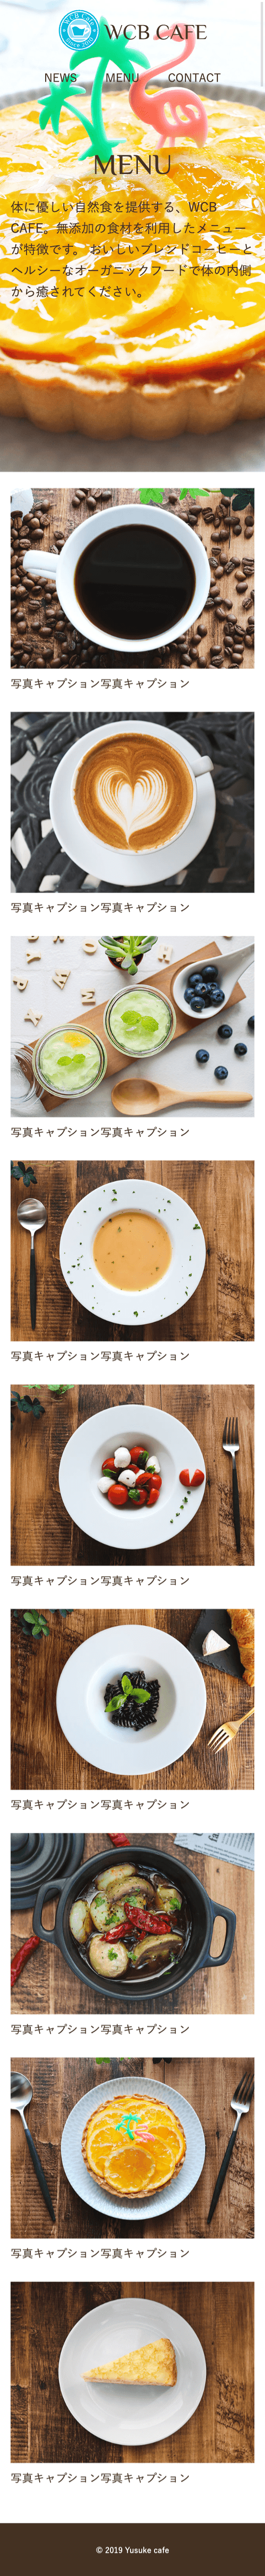 WCB CAFE
NEWS MENU CONTACT
MENU
体に優しい自然食を提供する、WCB
CAFE。無添加の食材を利用したメニュー
が特徴です。 おいしいブレンドコーヒーと
ヘルシーなオーガニックフードで体の内側
から癒されてください。
写真キャプション写真キャプション
写真キャプション写真キャプション
写真キャプション写真キャプション
写真キャプション写真キャプション
写真キャプション写真キャプション
写真キャプション写真キャプション
写真キャプション写真キャプション
写真キャプション写真キャプション
写真キャプション写真キャプション
© 2019 Yusuke cafe